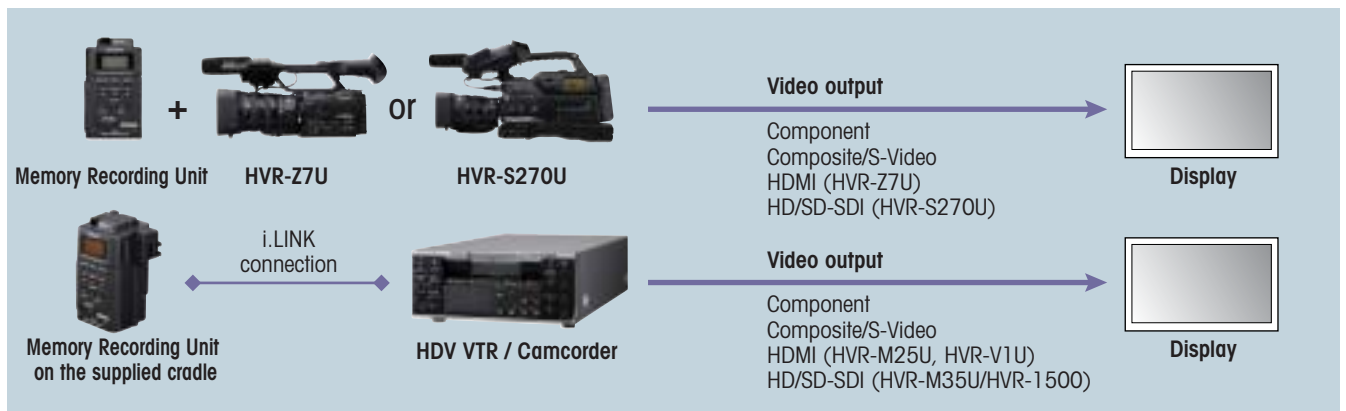 +
or
Memory Recording Unit
HVR-Z7U
HVR-S270U
Video output
Component
Composite/S-Video
HDMI (HVR-Z7U)
HD/SD-SDI (HVR-S270U)
Display
i.LINK
connection
Memory Recording Unit
on the supplied cradle
HDV VTR / Camcorder
Video output
Component
Composite/S-Video
HDMI (HVR-M25U, HVR-V1U)
HD/SD-SDI (HVR-M35U/HVR-1500)
Display